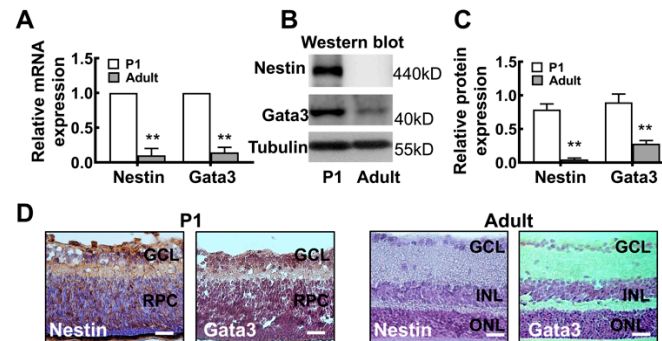 A
Relative mRNA
expression
P1
Adult
1.5
1.0
0.5
0.0
**
**
Nestin
Gata3
B
Western blot
Nestin
440kD
Gata3
40kD
Tubulin
55kD
P1 Adult
C
Relative protein
expression
P1
Adult
1.5
1.0
0.5
0.0
**
**
Nestin
Gata3
D
P1
Adult
GCL
RPC
Nestin
GCL
RPC
Gata3
GCL
INL
ONL
Nestin
GCL
INL
ONL
Gata3